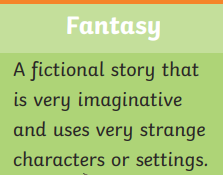 Fantasy
A fictional story that
is very imaginative
and uses very strange
characters or settings.